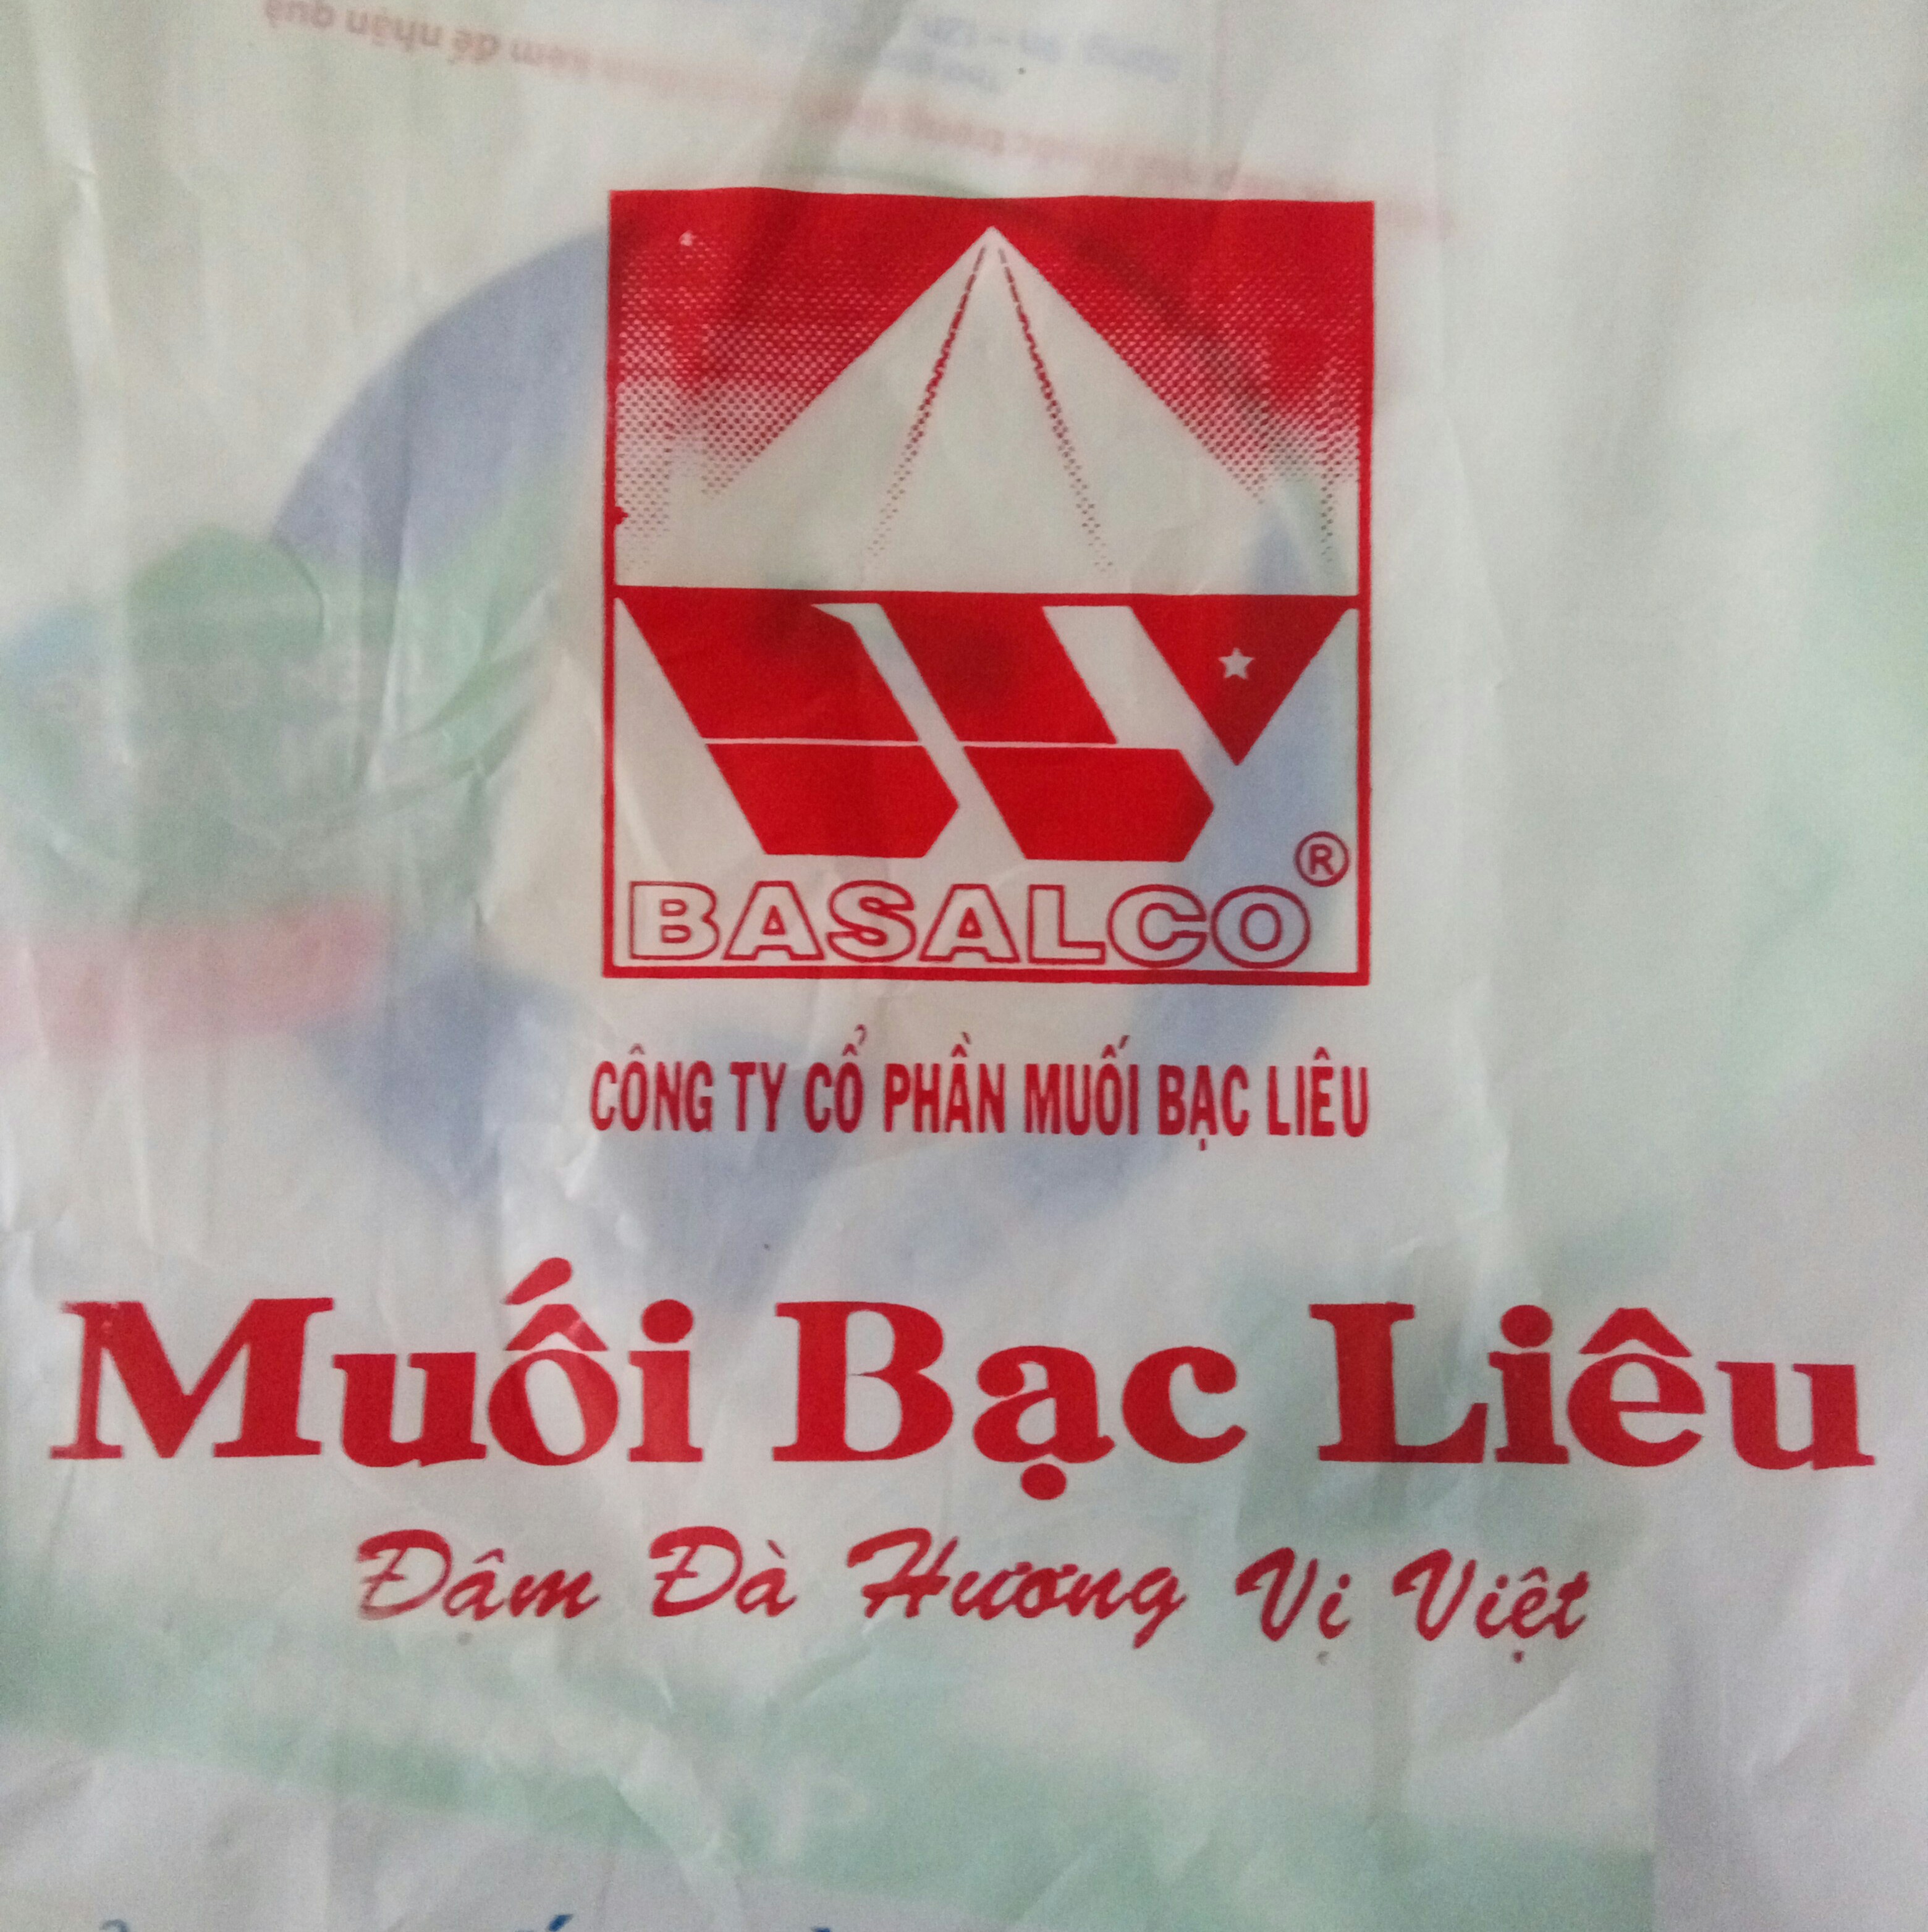 BASALCO®
CÔNG TY CỔ PHẦN MUỐI BẠC LIÊU
Muối Bạc Liêu
Đậm Đà Hương Vị Việt